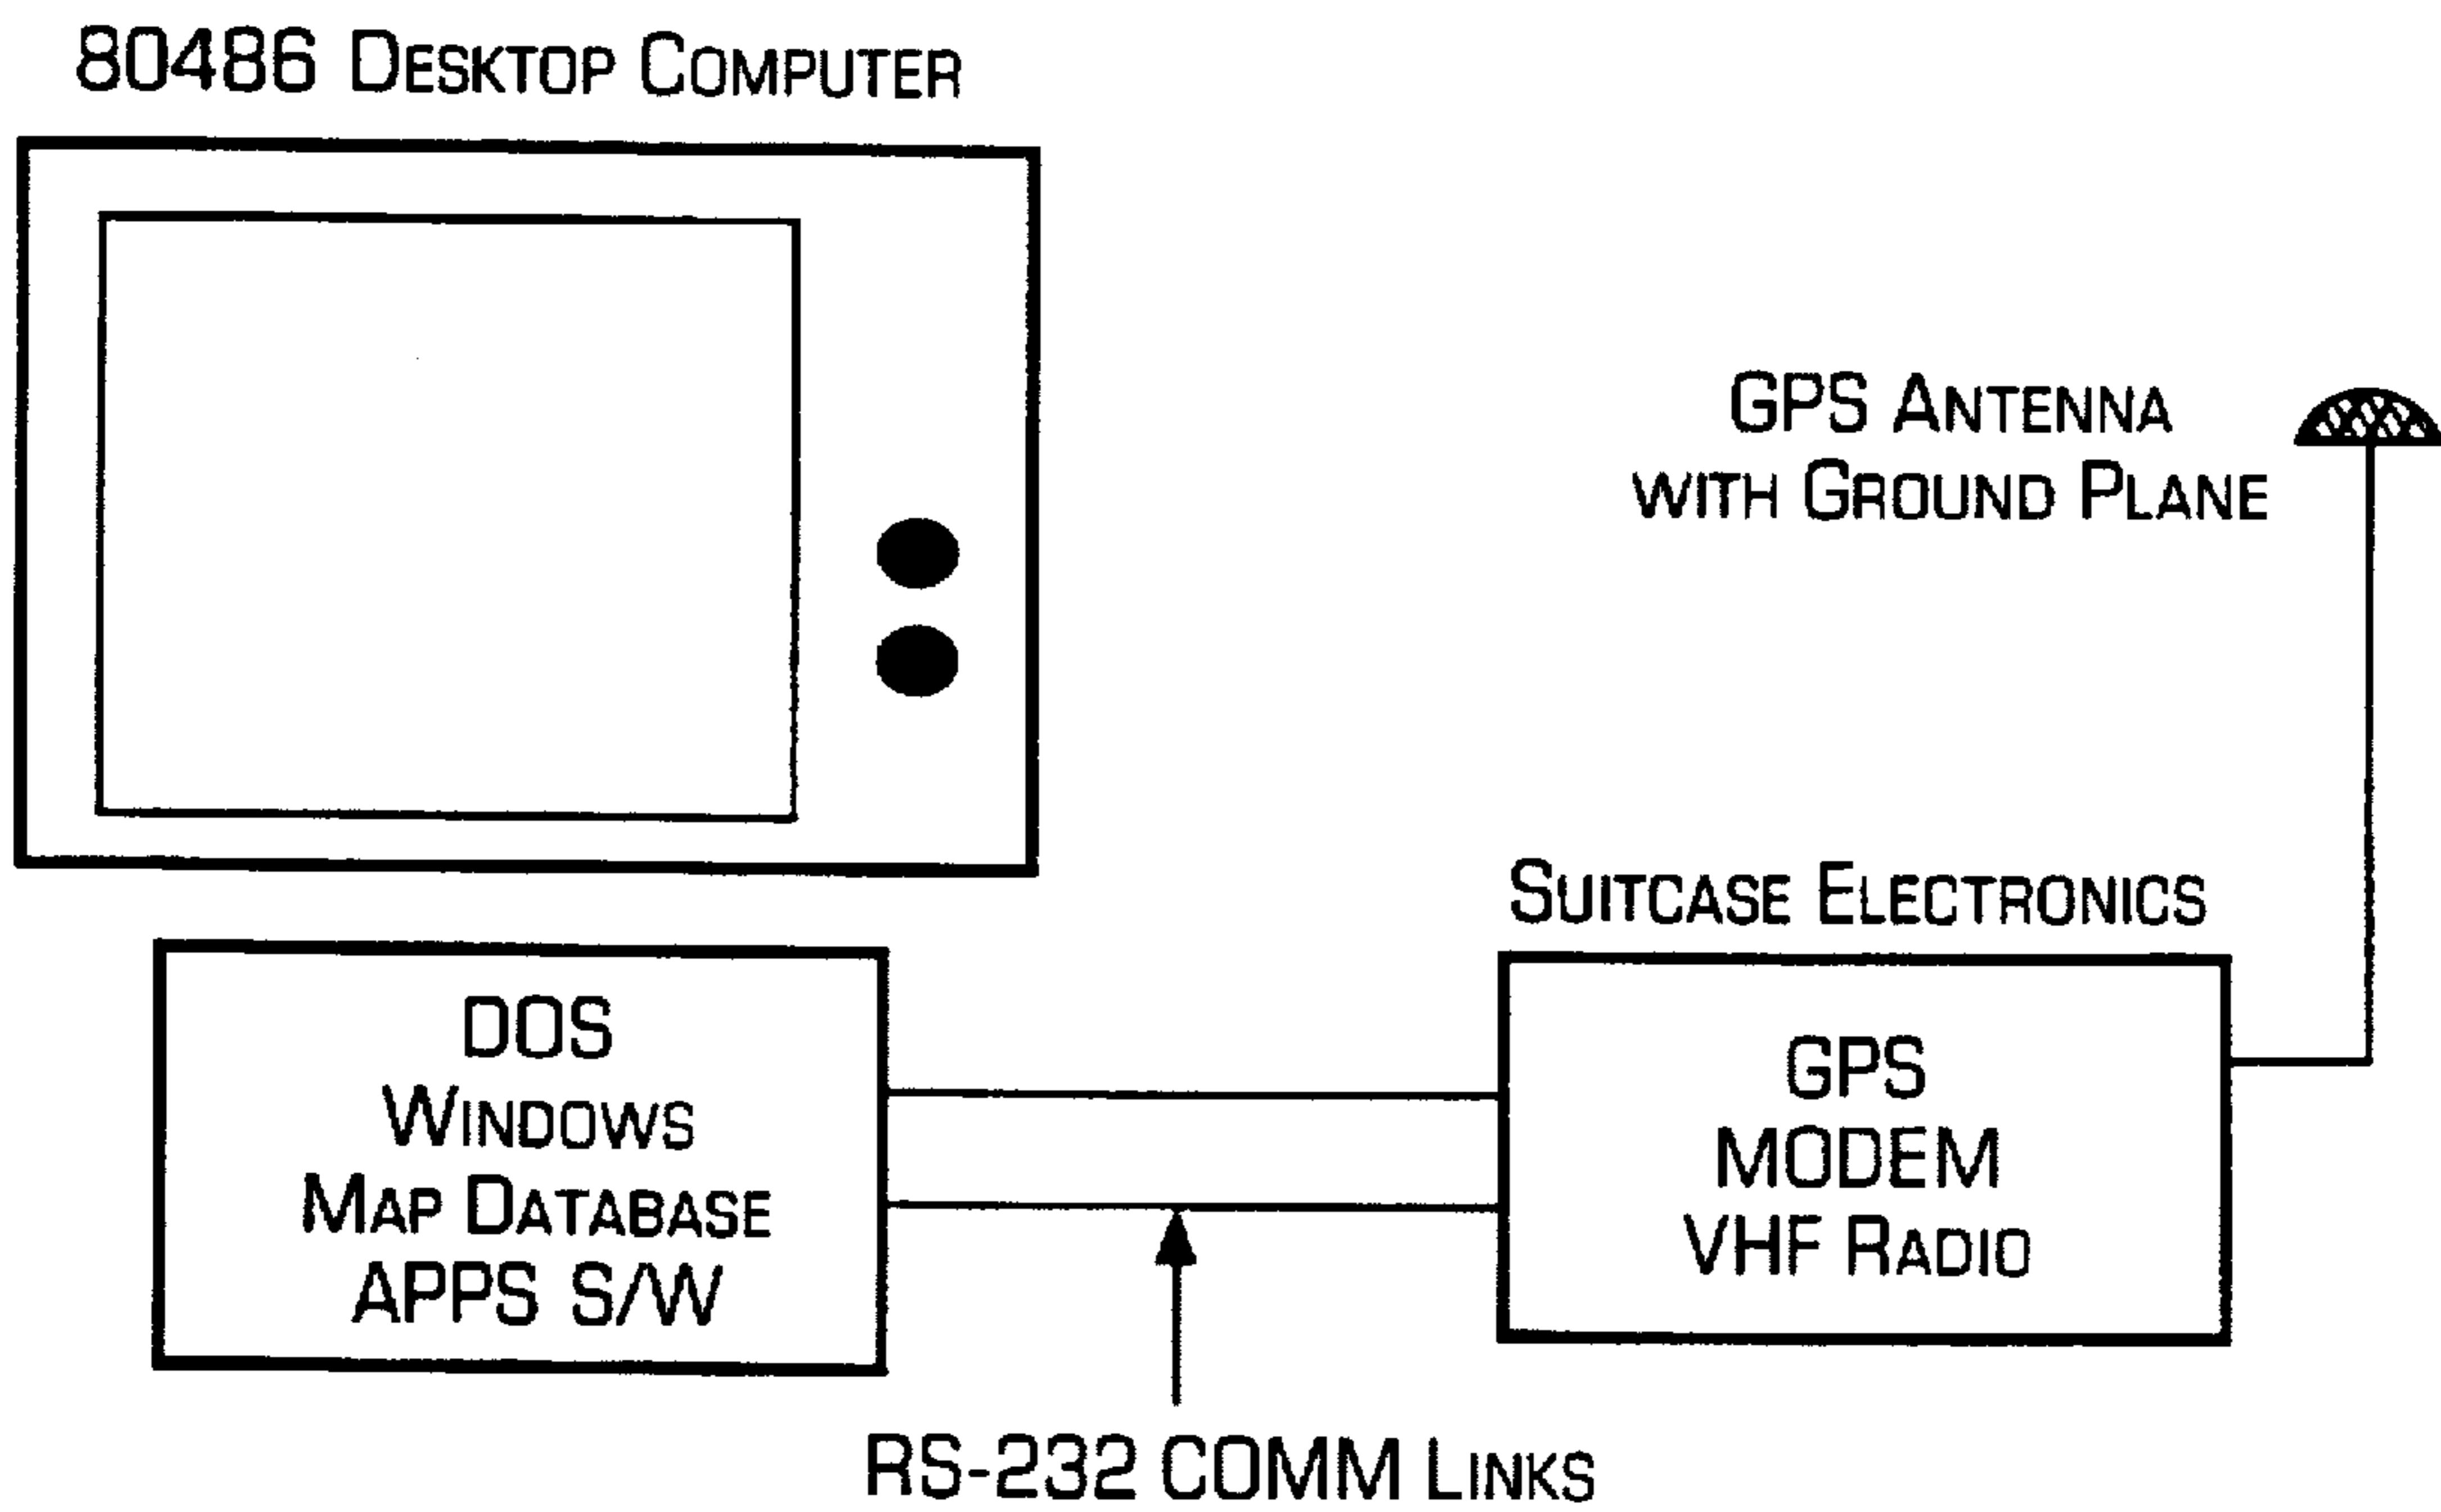 80486 DESKTOP COMPUTER
GPS ANTENNA
WITH GROUND PLANE
SUITCASE ELECTRONICS
DOS
WINDOWS
MAP DATABASE
APPS S/W
GPS
MODEM
VHF RADIO
RS-232 COMM LINKS